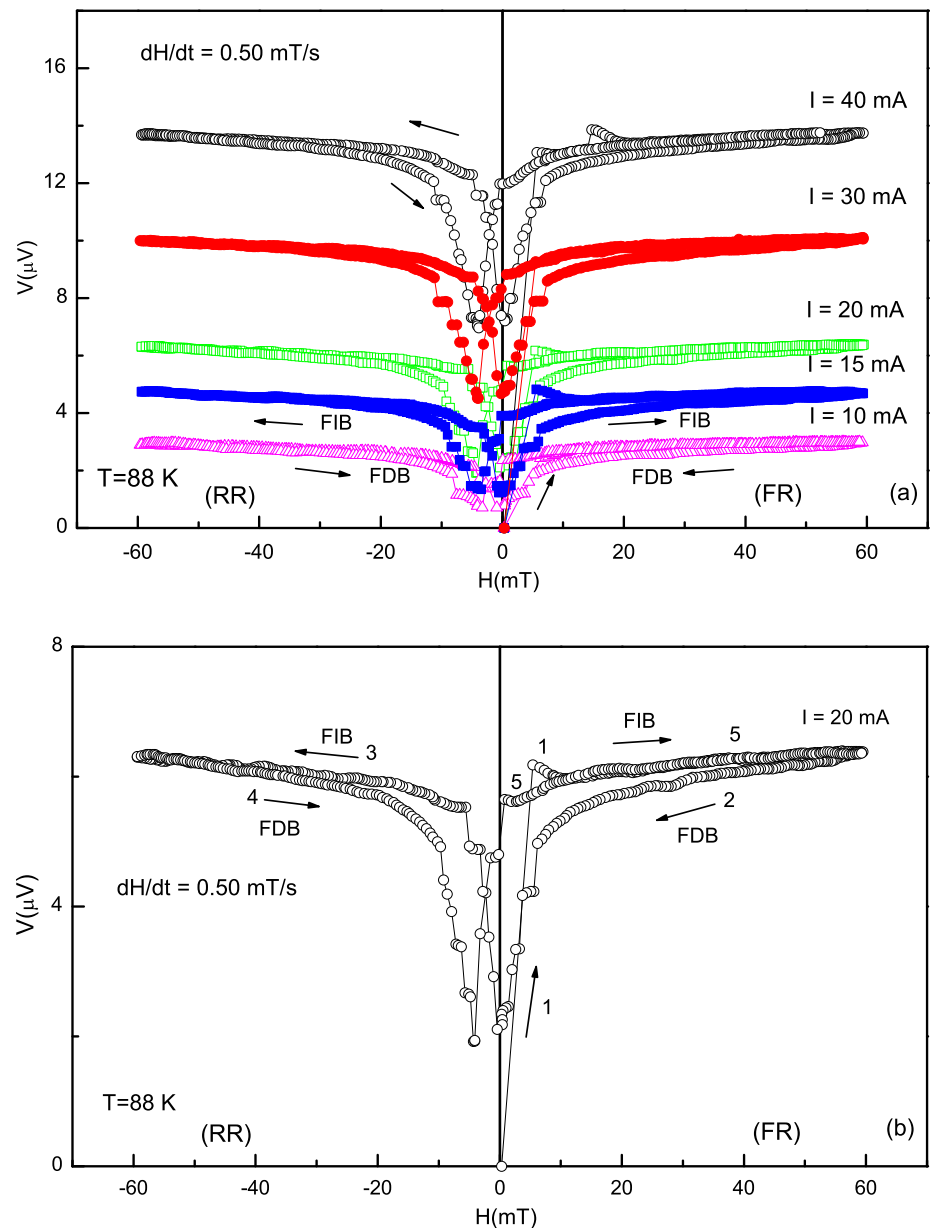 18
dH/dt = 0.50 mT/s
I = 40 mA
12
I = 30 mA
V(μV)
8
I = 20 mA
I = 15 mA
4
FIB
FIB
I = 10 mA
T=88 K
FDB
FDB
(RR)
(FR)
(a)
0
-60
-40
-20
0
20
40
60
H(mT)
8
FIB
3
FIB
5
I = 20 mA
1
5
4
FDB
2
FDB
V(μV)
dH/dt = 0.50 mT/s
4
1
T=88 K
(RR)
(FR)
(b)
0
-60
-40
-20
0
20
40
60
H(mT)